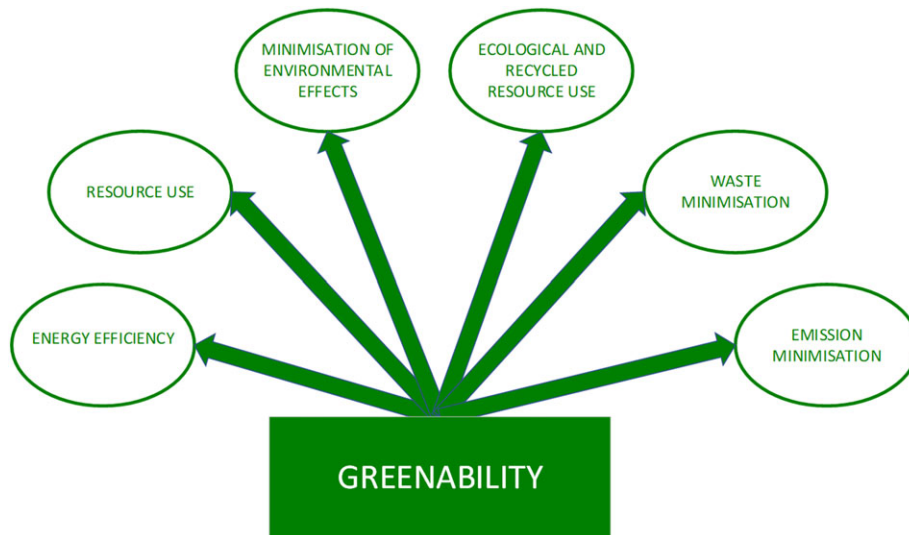 MINIMISATION OF
ENVIRONMENTAL
EFFECTS
ECOLOGICAL AND
RECYCLED
RESOURCE USE
RESOURCE USE
WASTE
MINIMISATION
ENERGY EFFICIENCY
EMISSION
MINIMISATION
GREENABILITY